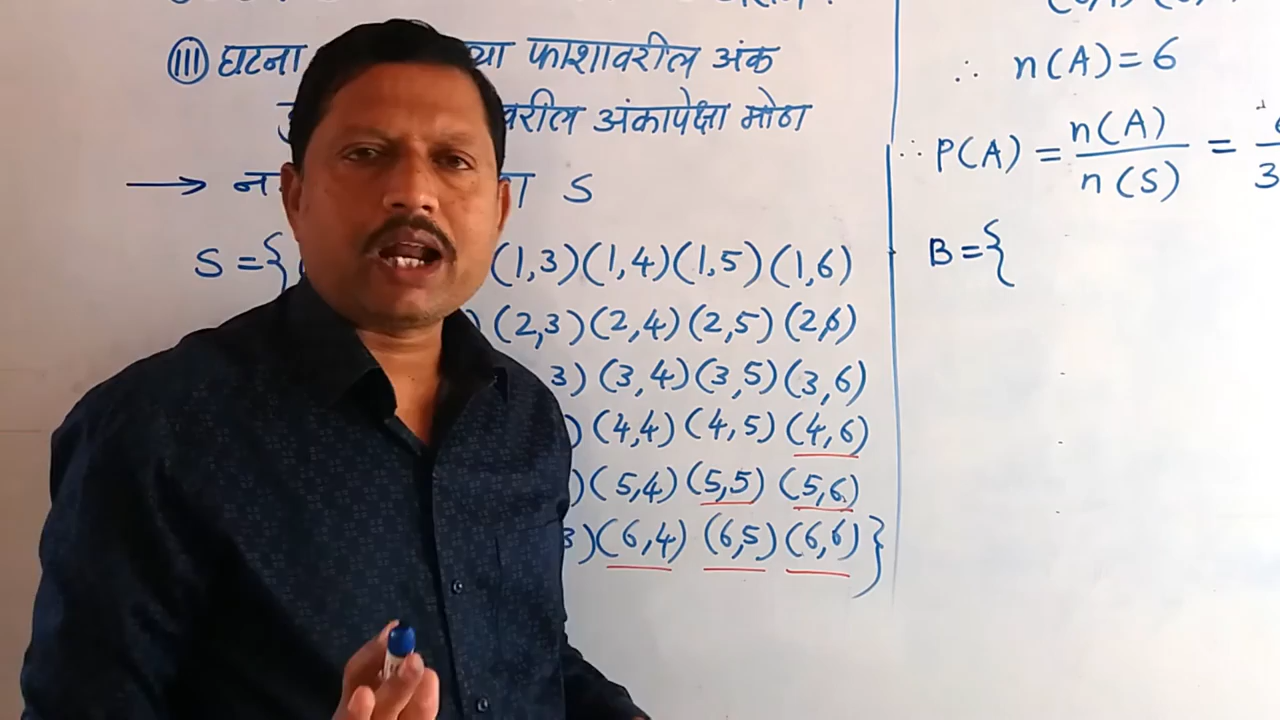 (III) घटना फाशावरील अंक
वरील अंकापेक्षा मोठा
→ S
S={ (1,3)(1,4)(1,5)(1,6)
(2,3)(2,4)(2,5)(2,6)
3)(3,4)(3,5)(3,6)
)(4,4)(4,5)(4,6)
)(5,4)(5,5)(5,6)
3)(6,4)(6,5)(6,6)}
∴ n(A)=6
∴ P(A) = n(A)/n(S) =
B={